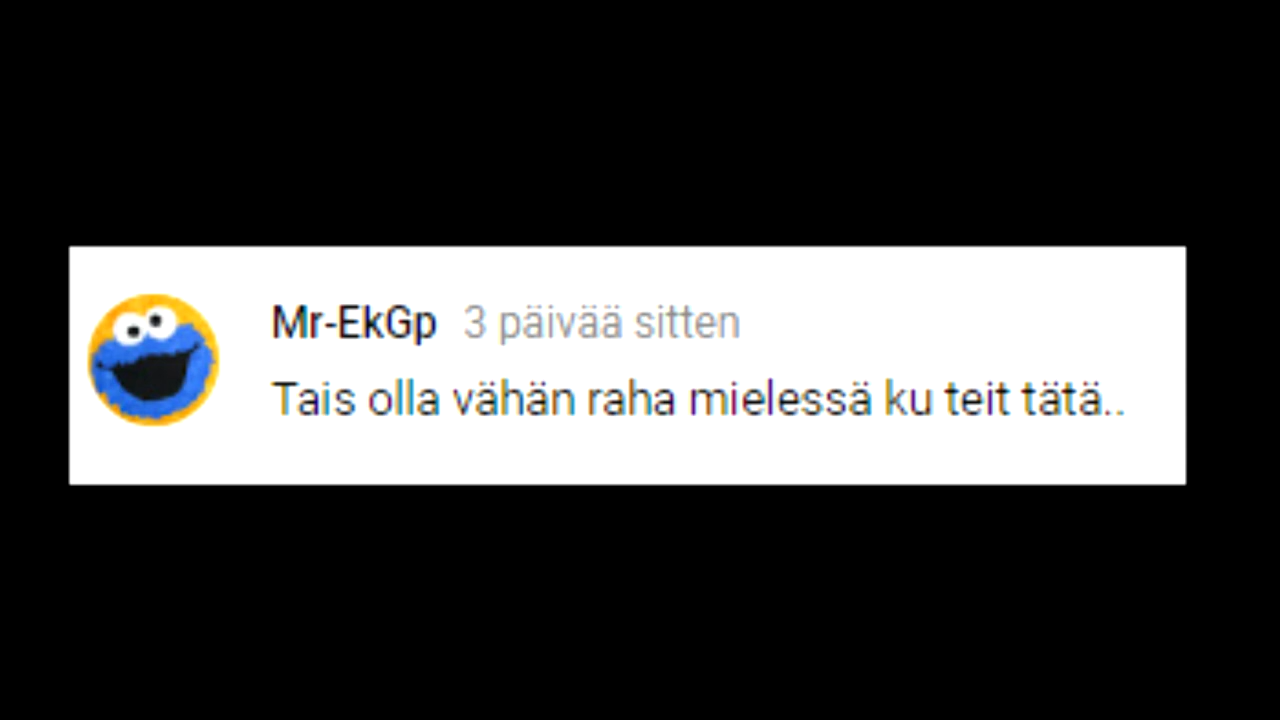 Mr-EkGp 3 päivää sitten
Tais olla vähän raha mielessä ku teit tätä..